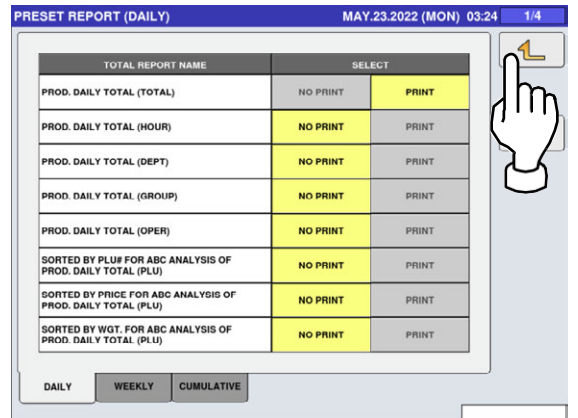 PRESET REPORT (DAILY) MAY.23.2022 (MON) 03:24 1/4
TOTAL REPORT NAME SELECT
PROD. DAILY TOTAL (TOTAL) NO PRINT PRINT
PROD. DAILY TOTAL (HOUR) NO PRINT PRINT
PROD. DAILY TOTAL (DEPT) NO PRINT PRINT
PROD. DAILY TOTAL (GROUP) NO PRINT PRINT
PROD. DAILY TOTAL (OPER) NO PRINT PRINT
SORTED BY PLU# FOR ABC ANALYSIS OF
PROD. DAILY TOTAL (PLU) NO PRINT PRINT
SORTED BY PRICE FOR ABC ANALYSIS OF
PROD. DAILY TOTAL (PLU) NO PRINT PRINT
SORTED BY WGT. FOR ABC ANALYSIS OF
PROD. DAILY TOTAL (PLU) NO PRINT PRINT
DAILY WEEKLY CUMULATIVE